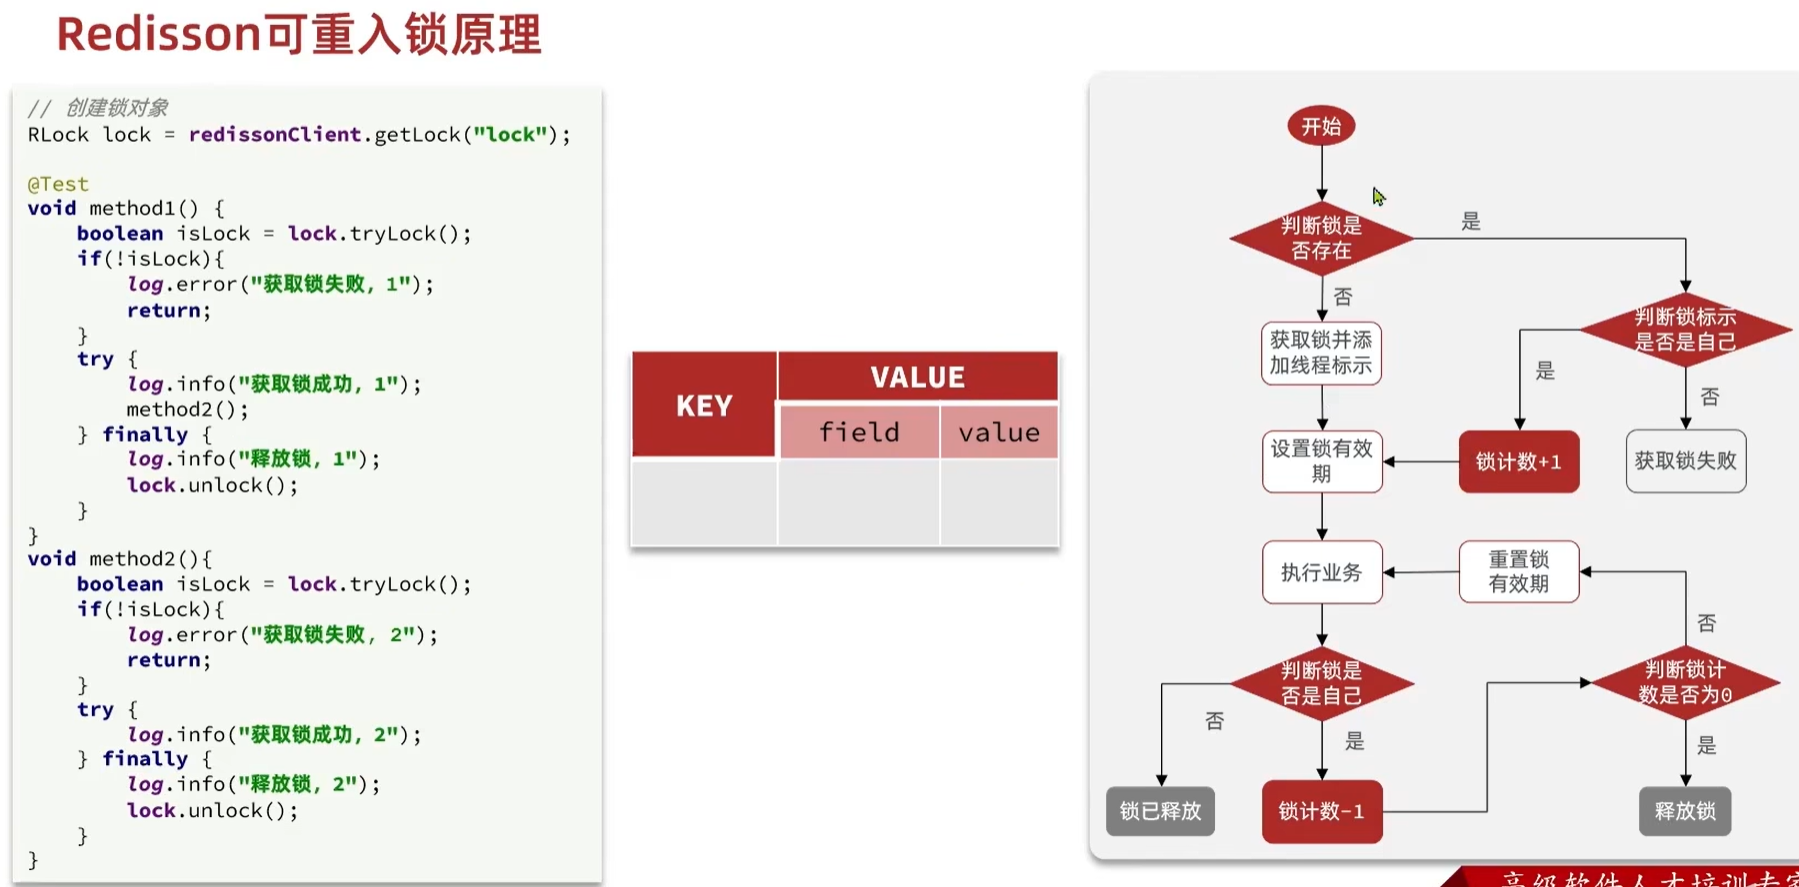 Redisson可重入锁原理
// 创建锁对象
RLock lock = redissonClient.getLock("lock");
@Test
void method1() {
boolean isLock = lock.tryLock();
if(!isLock){
log.error("获取锁失败，1");
return;
}
try {
log.info("获取锁成功，1");
method2();
} finally {
log.info("释放锁，1");
lock.unlock();
}
}
void method2(){
boolean isLock = lock.tryLock();
if(!isLock){
log.error("获取锁失败，2");
return;
}
try {
log.info("获取锁成功，2");
} finally {
log.info("释放锁，2");
lock.unlock();
}
}
KEY
VALUE
field
value
开始
判断锁是
否存在
是
否
判断锁标示
是否是自己
获取锁并添
加线程标示
是
否
设置锁有效
期
锁计数+1
获取锁失败
执行业务
重置锁
有效期
否
判断锁是
否是自己
判断锁计
数是否为0
否
是
是
锁已释放
锁计数-1
释放锁
高级软件人才培训专家